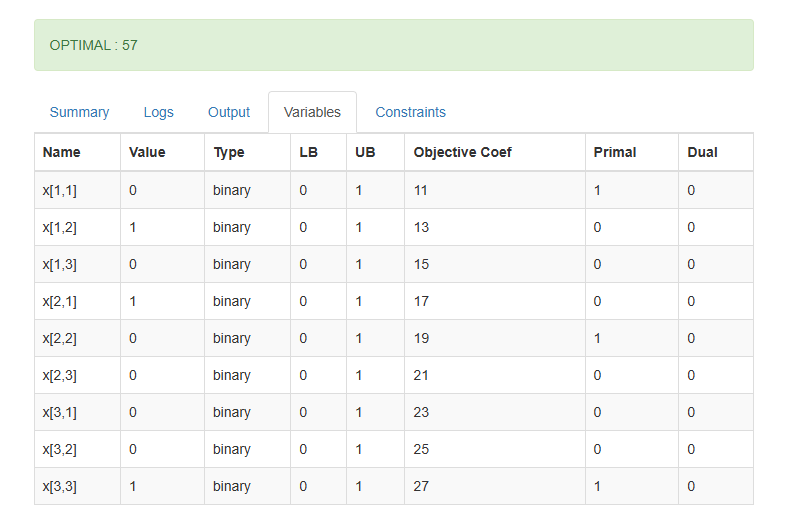 OPTIMAL : 57
Summary Logs Output Variables Constraints
Name Value Type LB UB Objective Coef Primal Dual
x[1,1] 0 binary 0 1 11 1 0
x[1,2] 1 binary 0 1 13 0 0
x[1,3] 0 binary 0 1 15 0 0
x[2,1] 1 binary 0 1 17 0 0
x[2,2] 0 binary 0 1 19 1 0
x[2,3] 0 binary 0 1 21 0 0
x[3,1] 0 binary 0 1 23 0 0
x[3,2] 0 binary 0 1 25 0 0
x[3,3] 1 binary 0 1 27 1 0